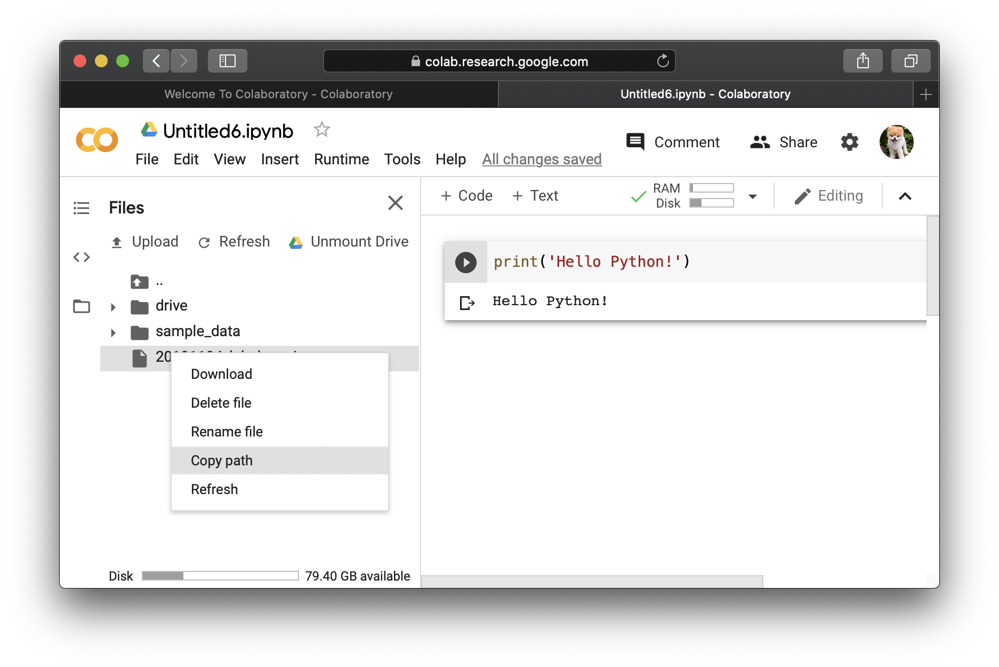 colab.research.google.com
Welcome To Colaboratory - Colaboratory
Untitled6.ipynb - Colaboratory
Untitled6.ipynb
Comment
Share
File Edit View Insert Runtime Tools Help All changes saved
Files
Upload Refresh Unmount Drive
..
drive
sample_data
Download
Delete file
Rename file
Copy path
Refresh
Disk 79.40 GB available
+ Code + Text
RAM
Disk
Editing
print('Hello Python!')
Hello Python!